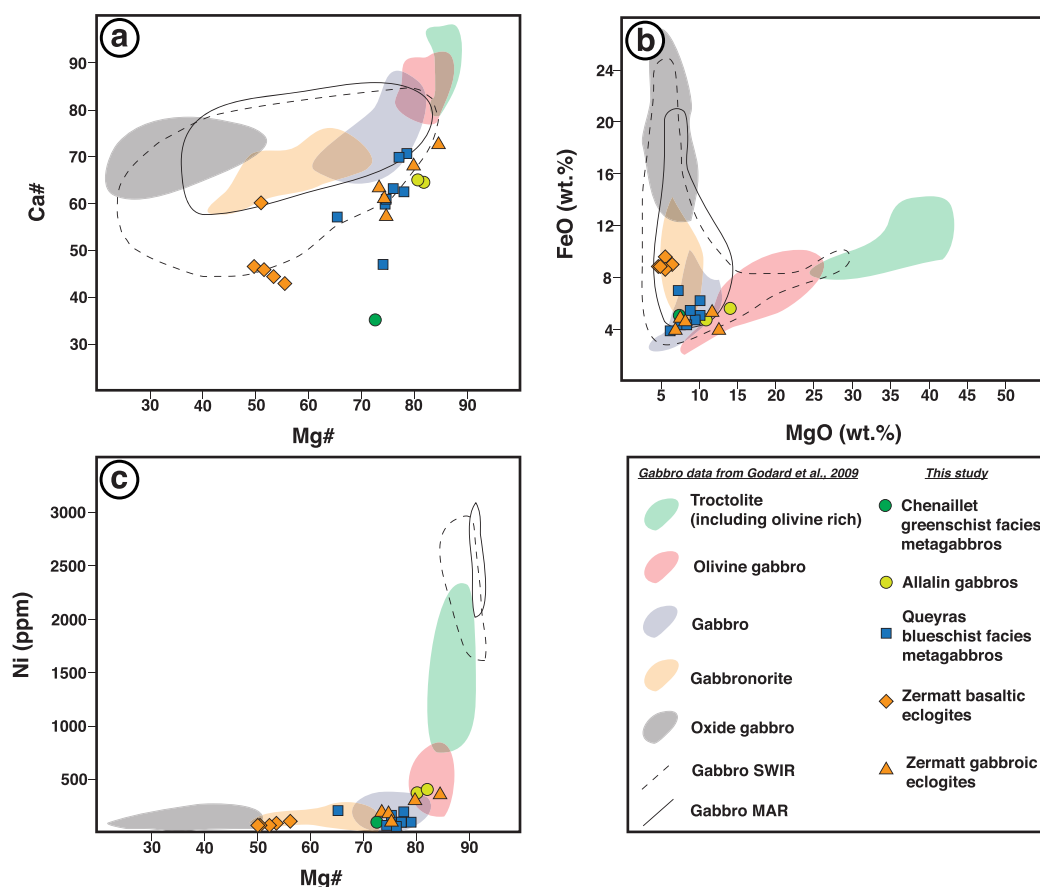 a
90
80
70
60
50
40
30
Ca#
30 40 50 60 70 80 90
Mg#
b
24
20
16
12
8
4
FeO (wt.%)
5 10 15 20 25 30 35 40 45 50
MgO (wt.%)
c
3000
2500
2000
1500
1000
500
Ni (ppm)
30 40 50 60 70 80 90
Mg#
Gabbro data from Godard et al., 2009
Troctolite
(including olivine rich)
Olivine gabbro
Gabbro
Gabbronorite
Oxide gabbro
Gabbro SWIR
Gabbro MAR
This study
Chenaillet
greenschist facies
metagabbros
Allalin gabbros
Queyras
blueschist facies
metagabbros
Zermatt basaltic
eclogites
Zermatt gabbroic
eclogites